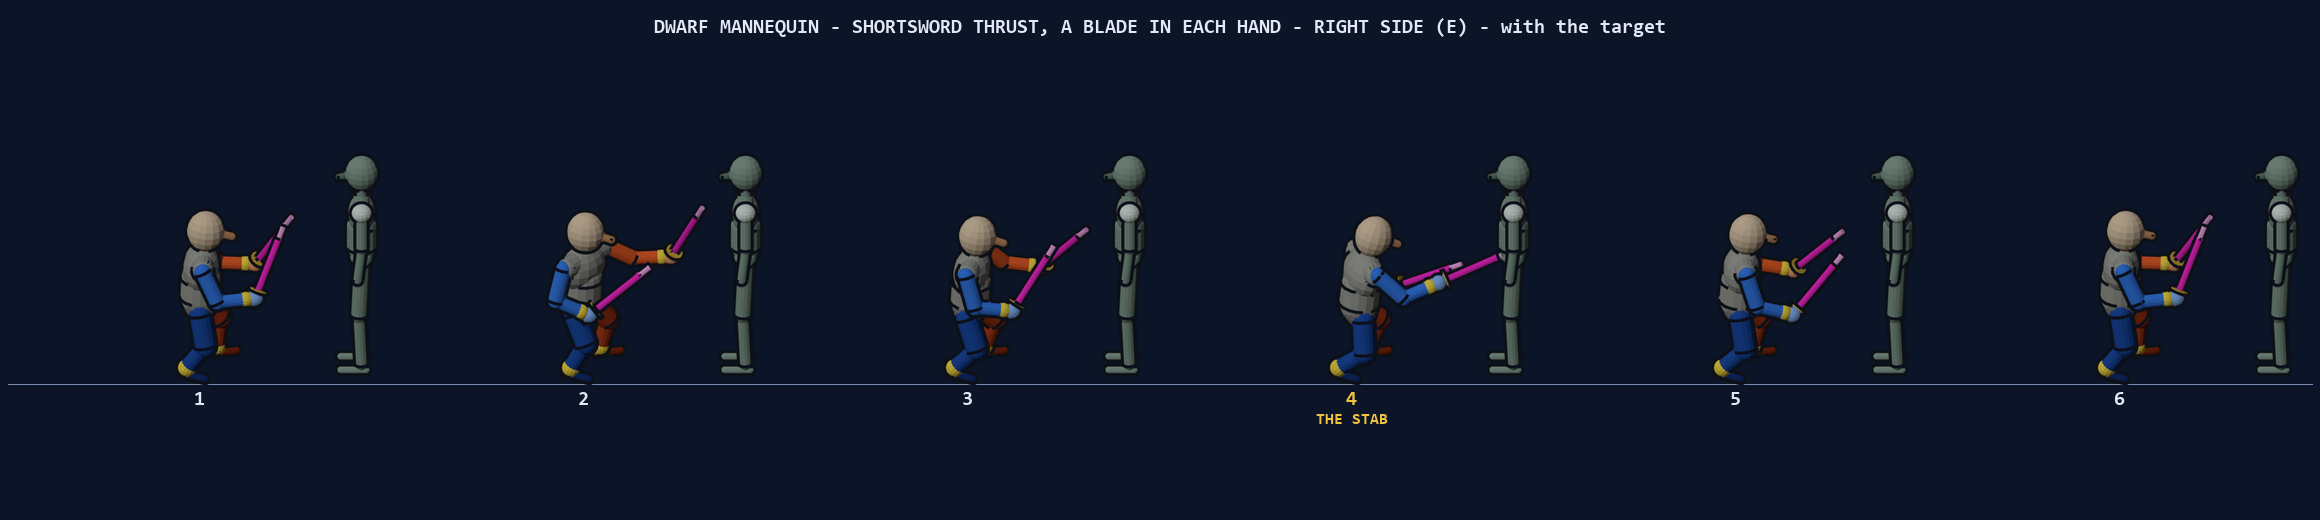 DWARF MANNEQUIN - SHORTSWORD THRUST, A BLADE IN EACH HAND - RIGHT SIDE (E) - with the target
1 2 3 4 5 6
THE STAB